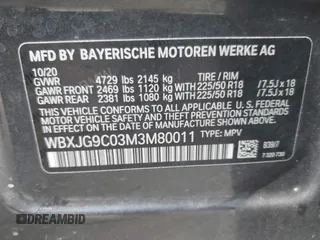 MFD BY BAYERISCHE MOTOREN WERKE AG
10/20
GVWR 4729 lbs 2145 kg TIRE / RIM
GAWR FRONT 2469 lbs 1120 kg 225/50 R18 / 7.5J x 18
GAWR REAR 2381 lbs 1080 kg 225/50 R18 / 7.5J x 18
THIS VEHICLE CONFORMS TO ALL APPLICABLE U.S. FEDERAL
MOTOR VEHICLE SAFETY, BUMPER AND THEFT PREVENTION
STANDARDS IN EFFECT ON THE DATE OF MANUFACTURE SHOWN ABOVE.
WBXJG9C03M3M80011 TYPE: MPV
DREAMBID